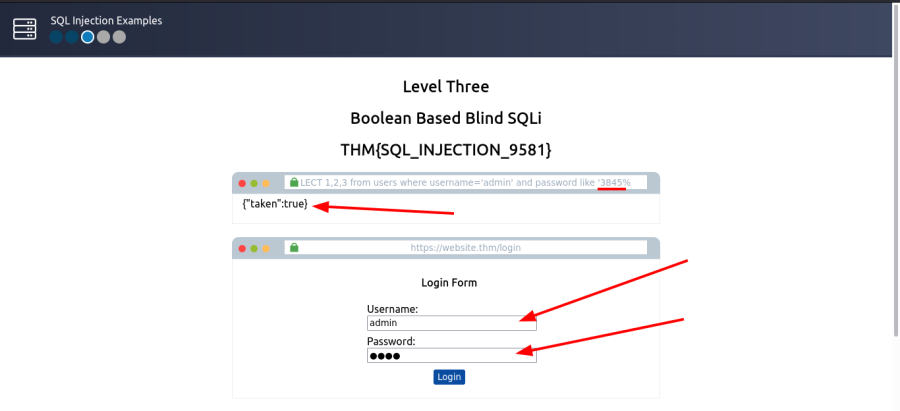 SQL Injection Examples
Level Three
Boolean Based Blind SQLi
THM{SQL_INJECTION_9581}
LECT 1,2,3 from users where username='admin' and password like '3845%
{"taken":true}
https://website.thm/login
Login Form
Username:
admin
Password:
●●●●
Login